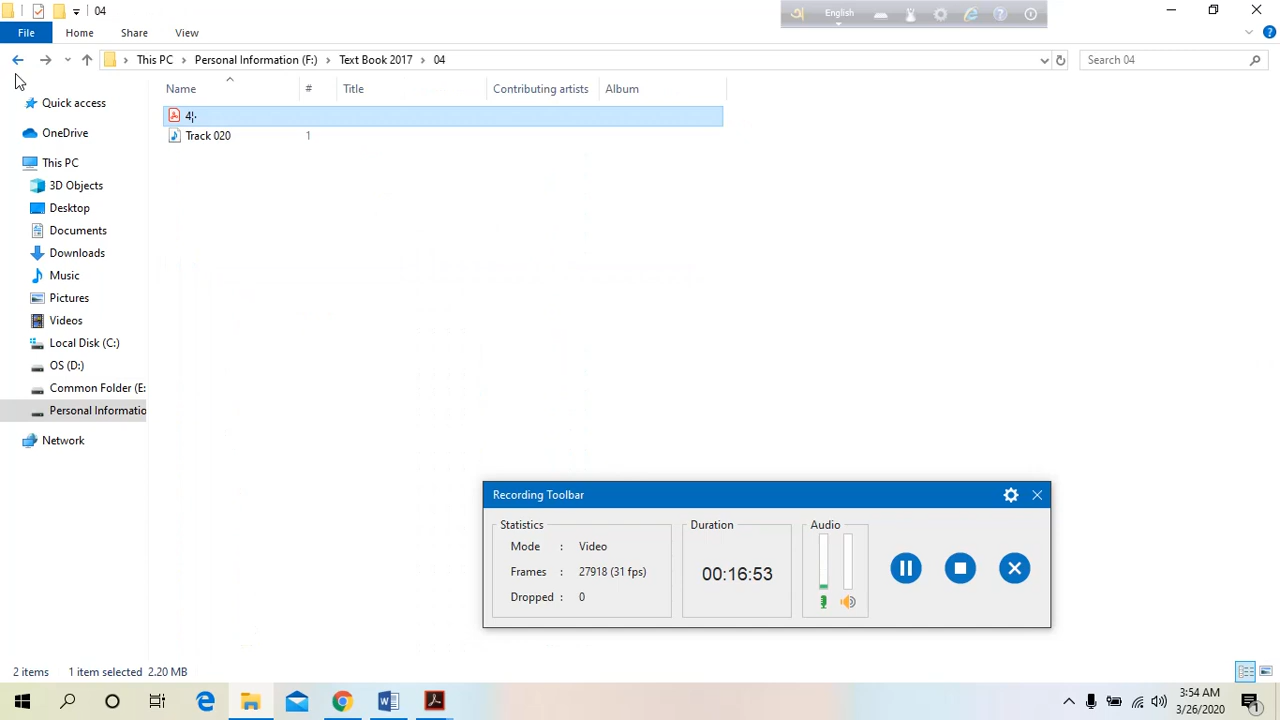 04
English
File Home Share View
This PC Personal Information (F:) Text Book 2017 04
Search 04
Name # Title Contributing artists Album
Quick access
OneDrive
Track 020 1
This PC
3D Objects
Desktop
Documents
Downloads
Music
Pictures
Videos
Local Disk (C:)
OS (D:)
Common Folder (E:
Personal Informatio
Network
Recording Toolbar
Statistics
Mode : Video
Frames : 27918 (31 fps)
Dropped : 0
Duration
00:16:53
Audio
2 items 1 item selected 2.20 MB
3:54 AM
3/26/2020
1